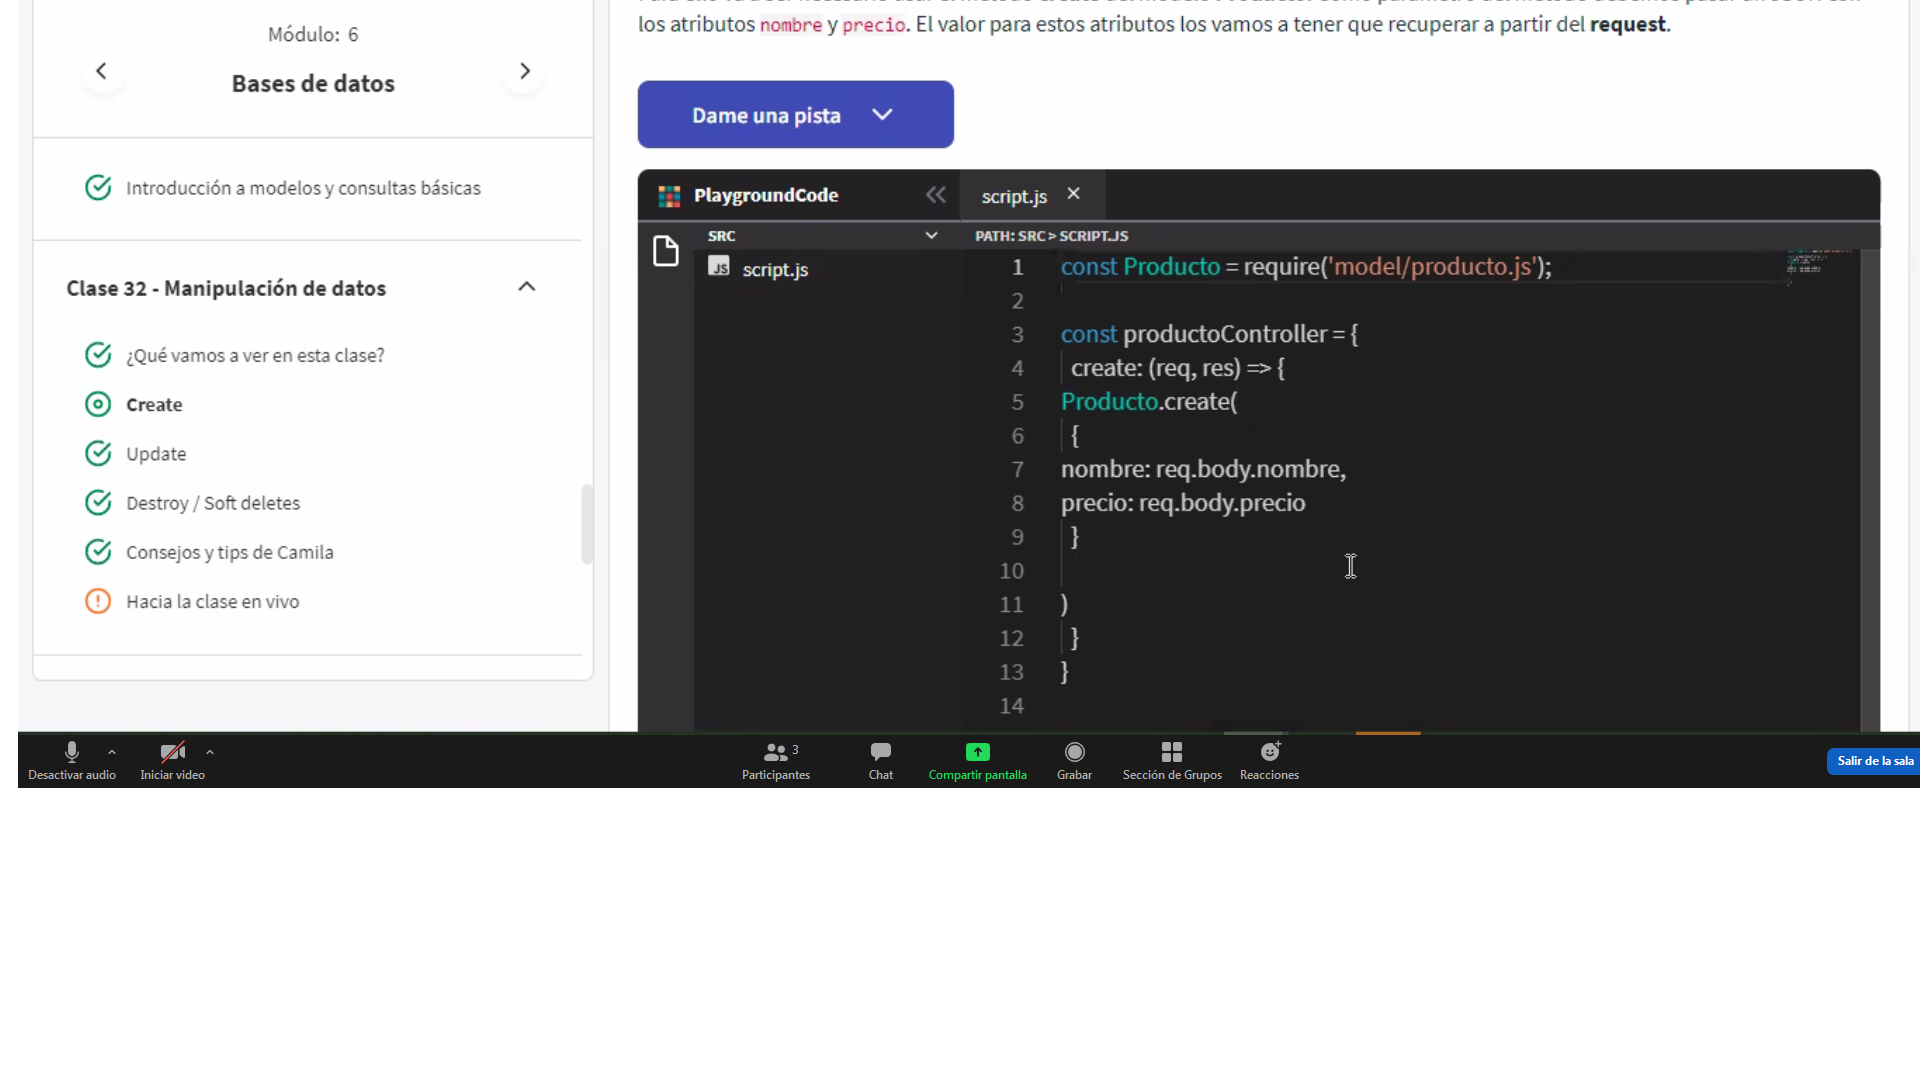 los atributos nombre y precio. El valor para estos atributos los vamos a tener que recuperar a partir del request.
Módulo: 6
Bases de datos
Introducción a modelos y consultas básicas
Clase 32 - Manipulación de datos
¿Qué vamos a ver en esta clase?
Create
Update
Destroy / Soft deletes
Consejos y tips de Camila
Hacia la clase en vivo
Dame una pista
PlaygroundCode
script.js
SRC
PATH: SRC > SCRIPT.JS
JS script.js
1 const Producto = require('model/producto.js');
2
3 const productoController = {
4 create: (req, res) => {
5 Producto.create(
6 {
7 nombre: req.body.nombre,
8 precio: req.body.precio
9 }
10
11 )
12 }
13 }
14
Desactivar audio
Iniciar video
3
Participantes
Chat
Compartir pantalla
Grabar
Sección de Grupos
Reacciones
Salir de la sala